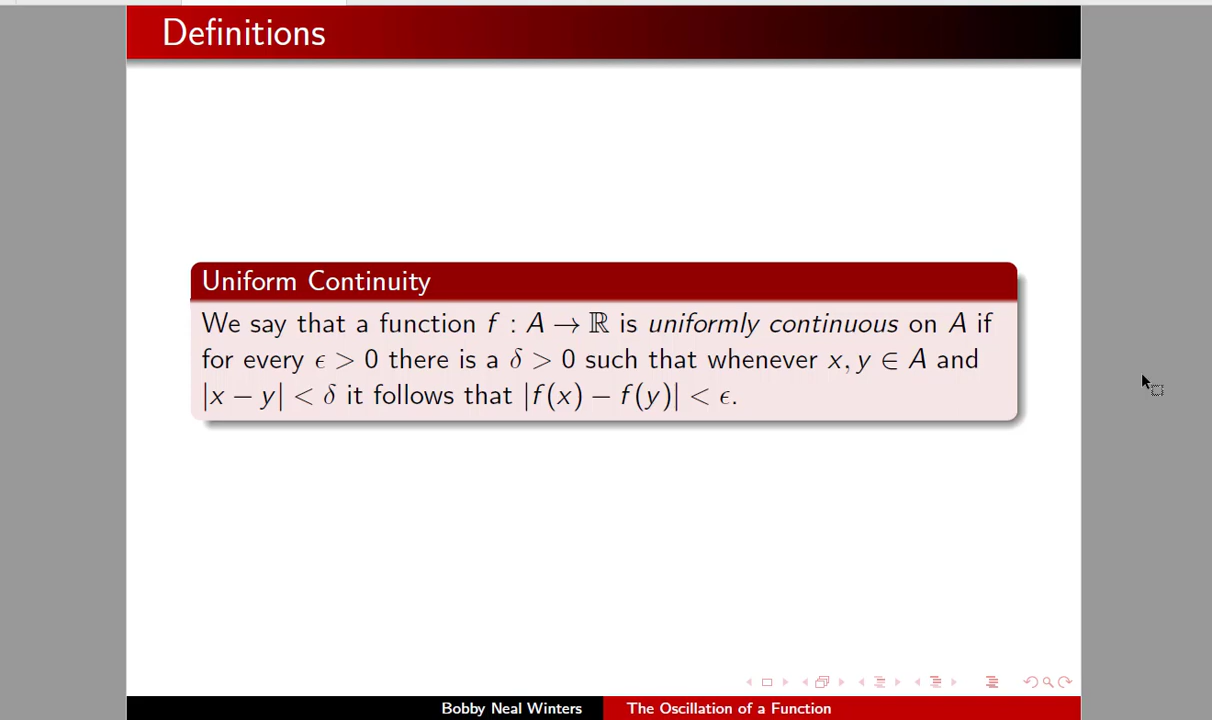 Definitions
Uniform Continuity
We say that a function f : A → ℝ is uniformly continuous on A if
for every ϵ > 0 there is a δ > 0 such that whenever x, y ∈ A and
|x − y| < δ it follows that |f(x) − f(y)| < ϵ.
Bobby Neal Winters The Oscillation of a Function